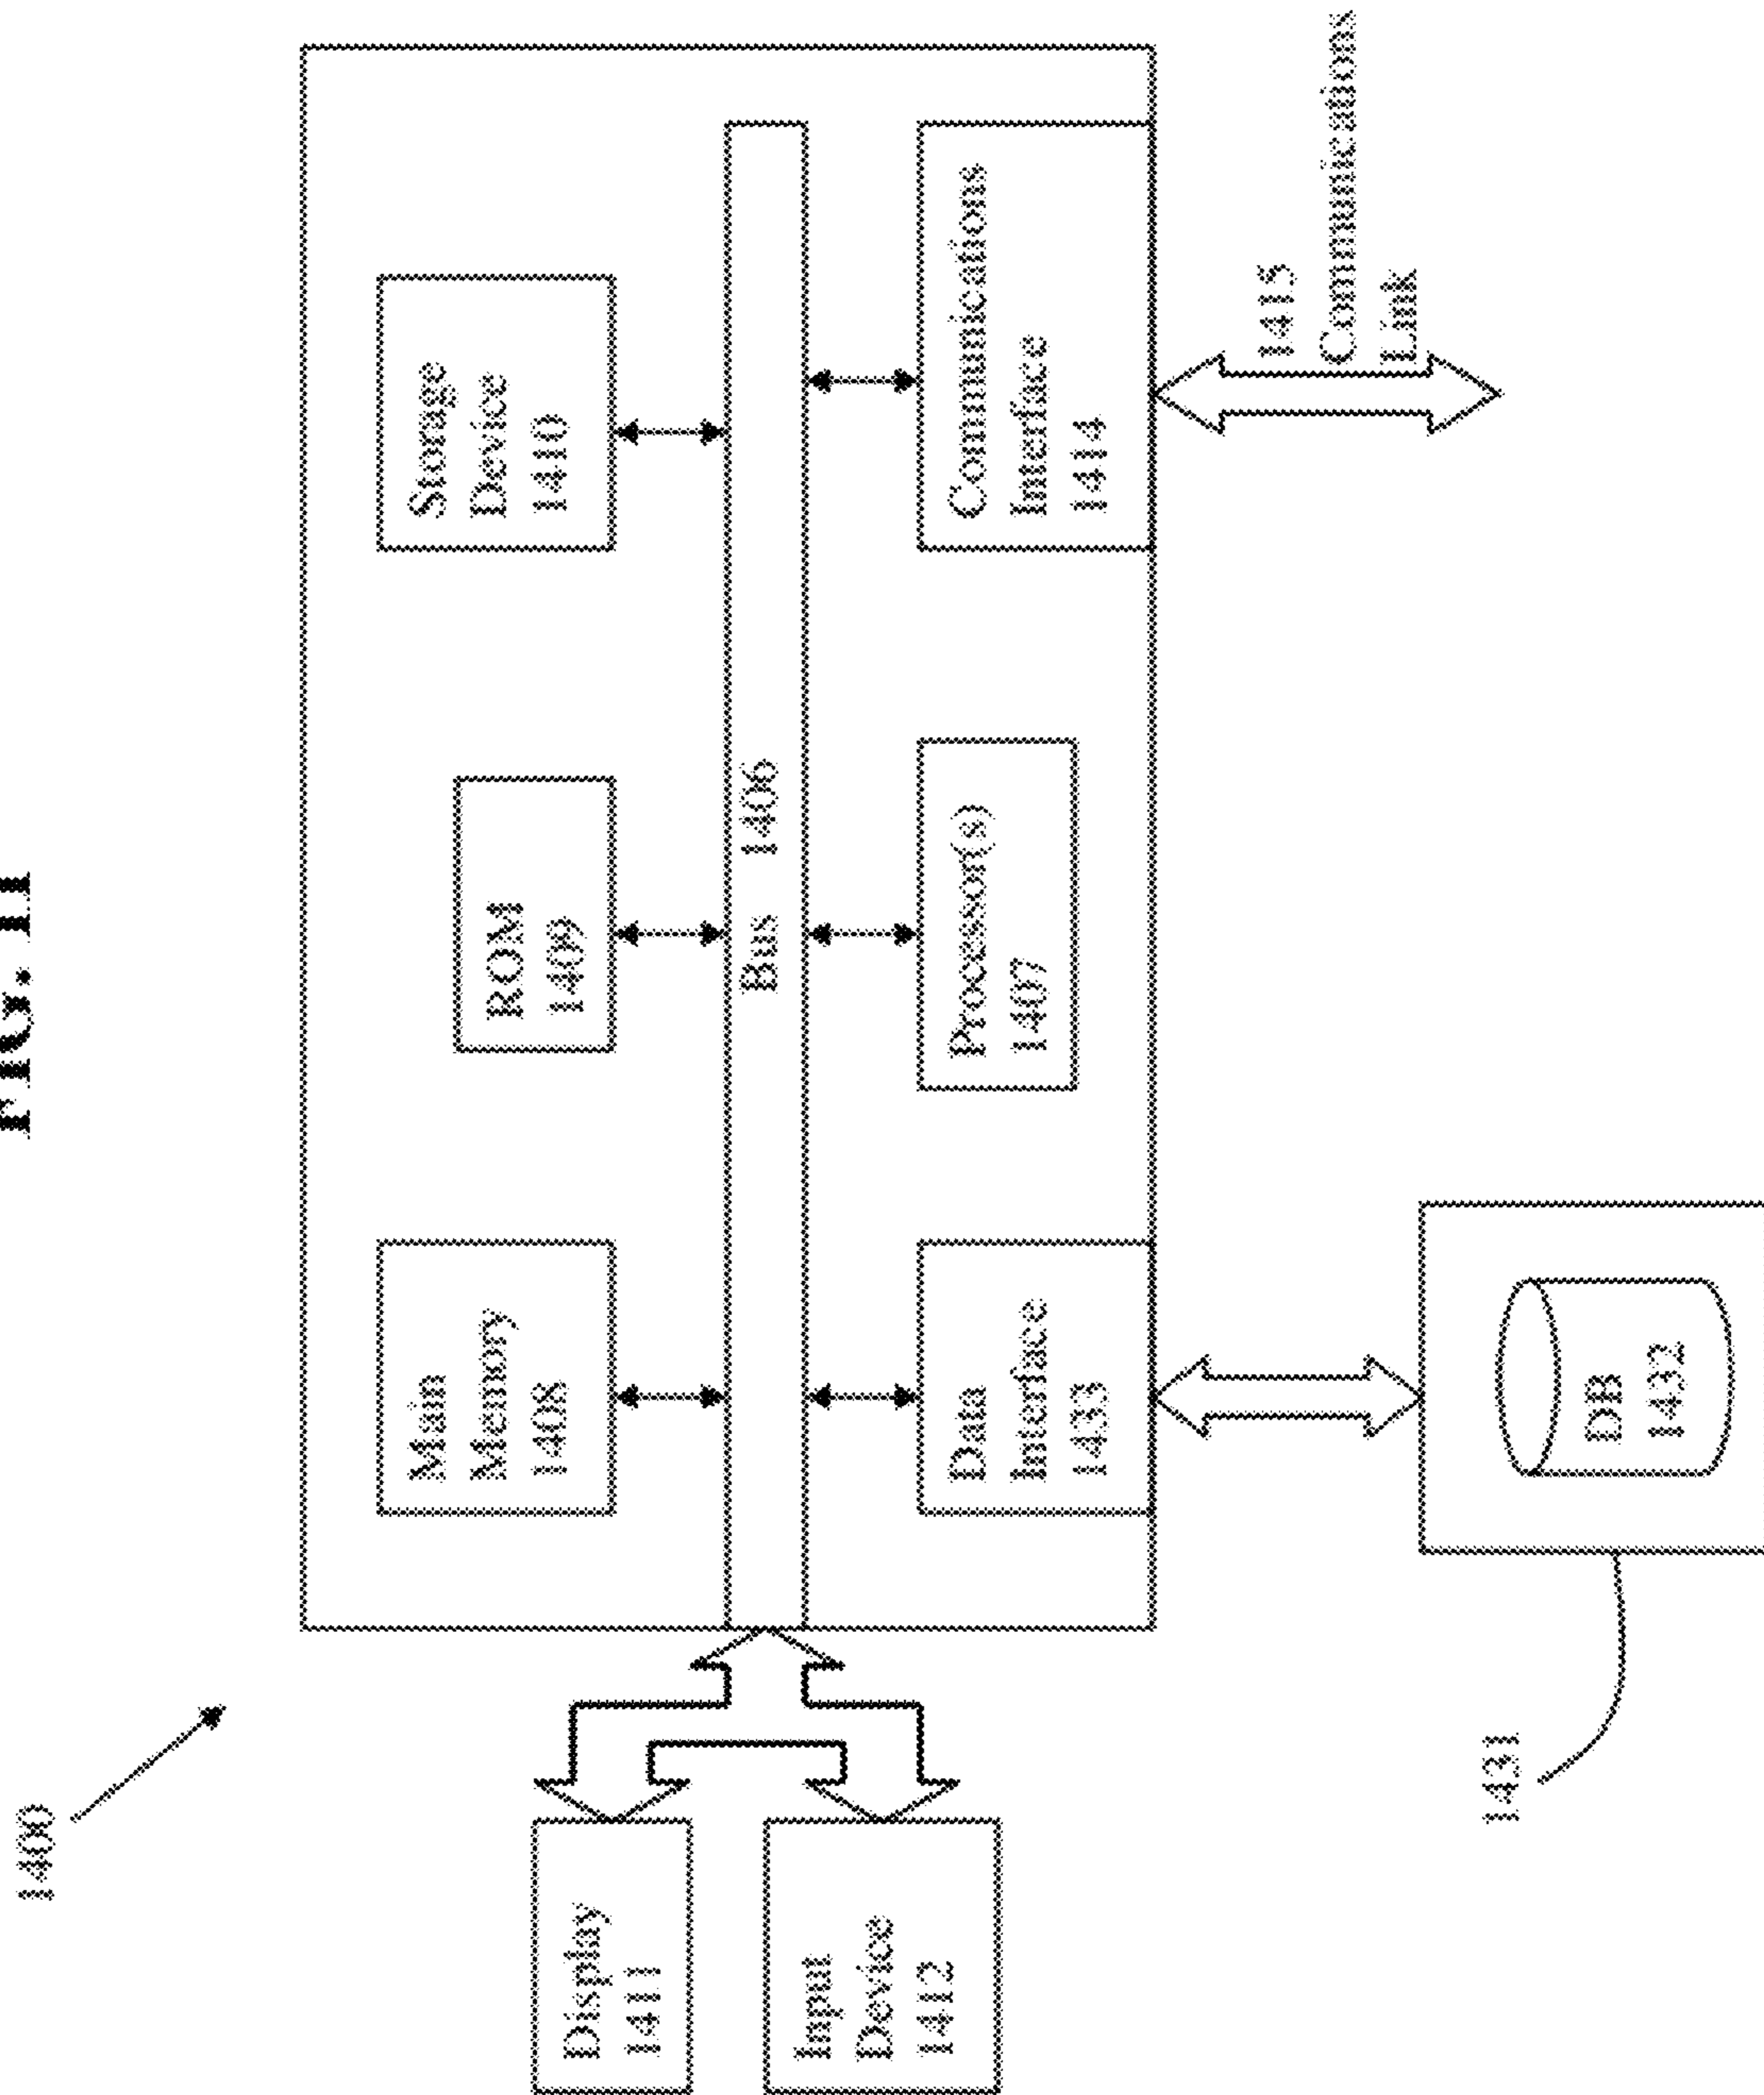 FIG. 11
1400
Main
Memory
1408
ROM
1409
Storage
Device
1410
Display
1411
Bus 1406
Input
Device
1412
Data
Interface
1433
Processor(s)
1407
Communications
Interface
1414
1415
Communications
Link
1431
DB
1432